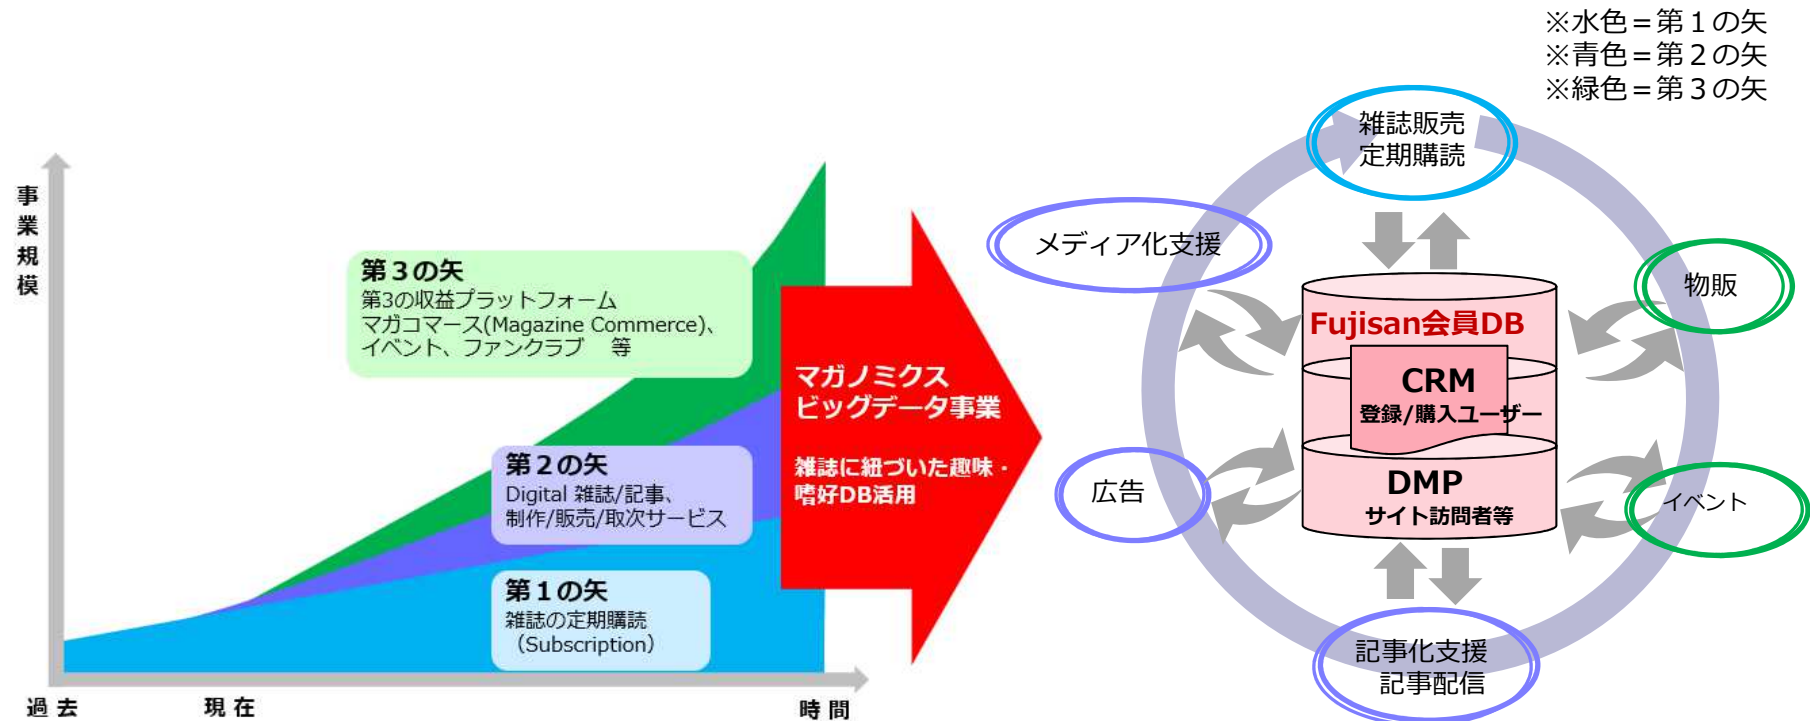 事業規模
第３の矢
第3の収益プラットフォーム
マガコマース(Magazine Commerce)、
イベント、ファンクラブ　等
第２の矢
Digital 雑誌/記事、
制作/販売/取次サービス
第１の矢
雑誌の定期購読
（Subscription）
過去
現在
時間
マガノミクス
ビッグデータ事業
雑誌に紐づいた趣味・
嗜好DB活用
※水色＝第１の矢
※青色＝第２の矢
※緑色＝第３の矢
雑誌販売
定期購読
メディア化支援
物販
Fujisan会員DB
CRM
登録/購入ユーザー
DMP
サイト訪問者等
広告
イベント
記事化支援
記事配信